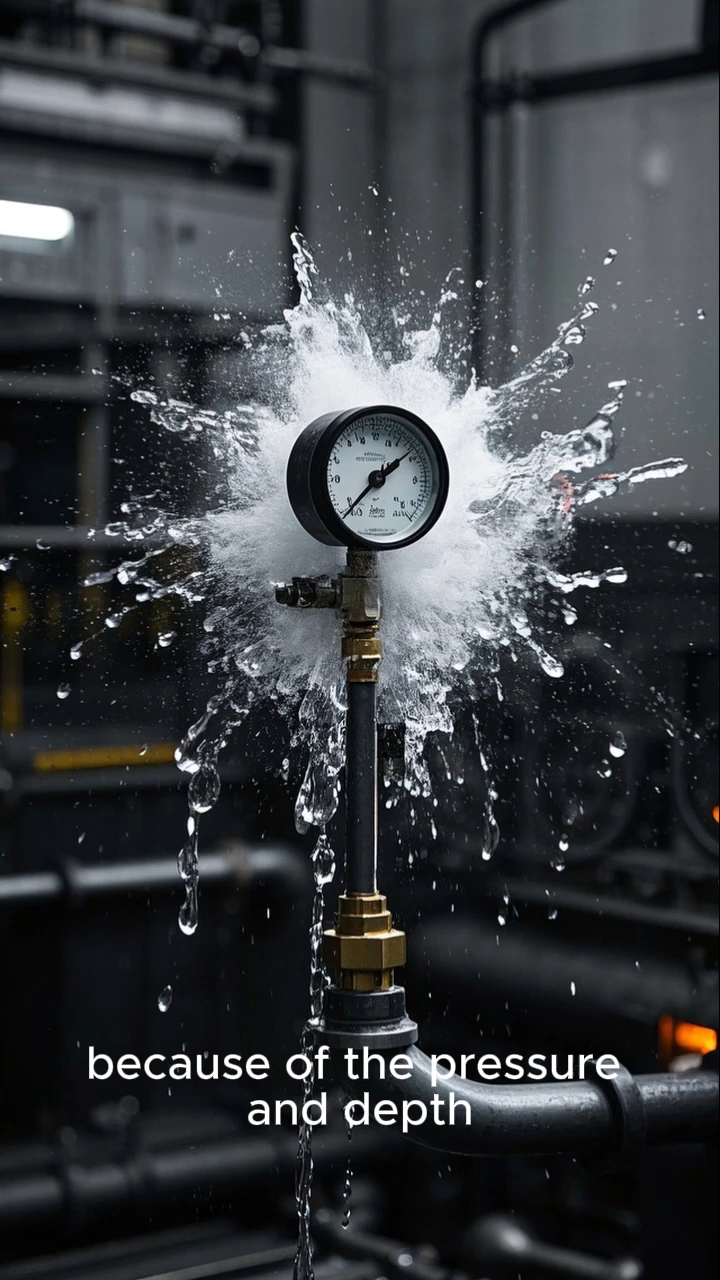 because of the pressure
and depth